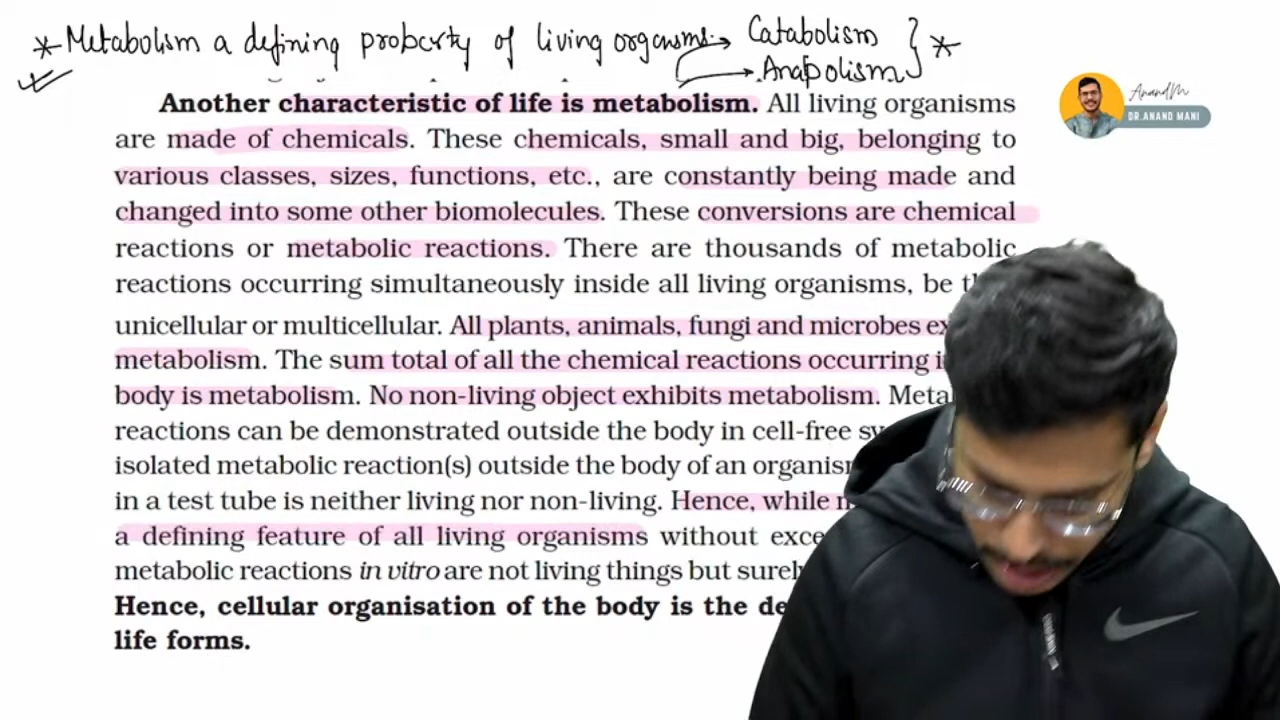 * Metabolism a defining property of living organsms. → Catabolism } *
→ Anabolism
Another characteristic of life is metabolism. All living organisms
are made of chemicals. These chemicals, small and big, belonging to
various classes, sizes, functions, etc., are constantly being made and
changed into some other biomolecules. These conversions are chemical
reactions or metabolic reactions. There are thousands of metabolic
reactions occurring simultaneously inside all living organisms, be
unicellular or multicellular. All plants, animals, fungi and microbes
metabolism. The sum total of all the chemical reactions occurring
body is metabolism. No non-living object exhibits metabolism.
reactions can be demonstrated outside the body in cell-free
isolated metabolic reaction(s) outside the body of an
in a test tube is neither living nor non-living. Hence, while
a defining feature of all living organisms without
metabolic reactions in vitro are not living things but
Hence, cellular organisation of the body is the
life forms.
AnandM
DR.ANAND MANI